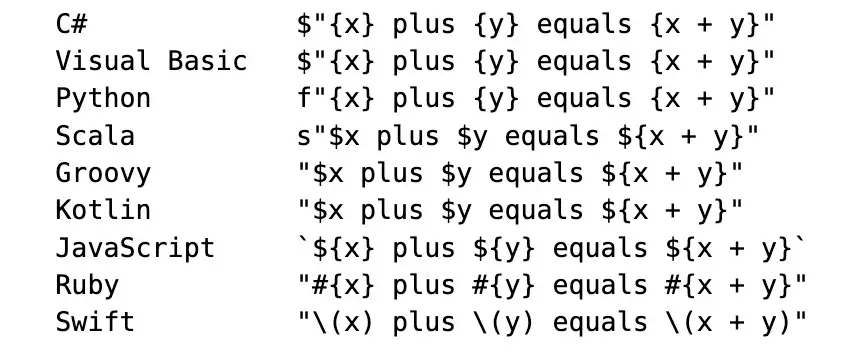 C# $"{x} plus {y} equals {x + y}"
Visual Basic $"{x} plus {y} equals {x + y}"
Python f"{x} plus {y} equals {x + y}"
Scala s"$x plus $y equals ${x + y}"
Groovy "$x plus $y equals ${x + y}"
Kotlin "$x plus $y equals ${x + y}"
JavaScript `${x} plus ${y} equals ${x + y}`
Ruby "#{x} plus #{y} equals #{x + y}"
Swift "\(x) plus \(y) equals \(x + y)"